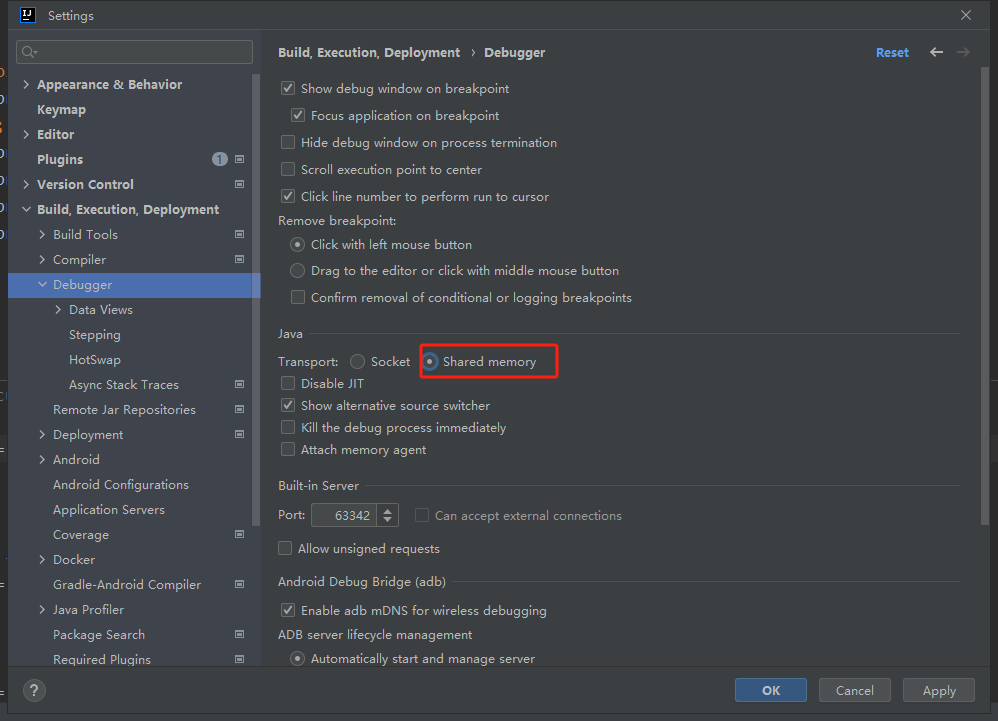 IJ Settings
Build, Execution, Deployment › Debugger Reset
Appearance & Behavior
Keymap
Editor
Plugins 1
Version Control
Build, Execution, Deployment
Build Tools
Compiler
Debugger
Data Views
Stepping
HotSwap
Async Stack Traces
Remote Jar Repositories
Deployment
Android
Android Configurations
Application Servers
Coverage
Docker
Gradle-Android Compiler
Java Profiler
Package Search
Required Plugins
Show debug window on breakpoint
Focus application on breakpoint
Hide debug window on process termination
Scroll execution point to center
Click line number to perform run to cursor
Remove breakpoint:
Click with left mouse button
Drag to the editor or click with middle mouse button
Confirm removal of conditional or logging breakpoints
Java
Transport: Socket Shared memory
Disable JIT
Show alternative source switcher
Kill the debug process immediately
Attach memory agent
Built-in Server
Port: 63342 Can accept external connections
Allow unsigned requests
Android Debug Bridge (adb)
Enable adb mDNS for wireless debugging
ADB server lifecycle management
Automatically start and manage server
? OK Cancel Apply